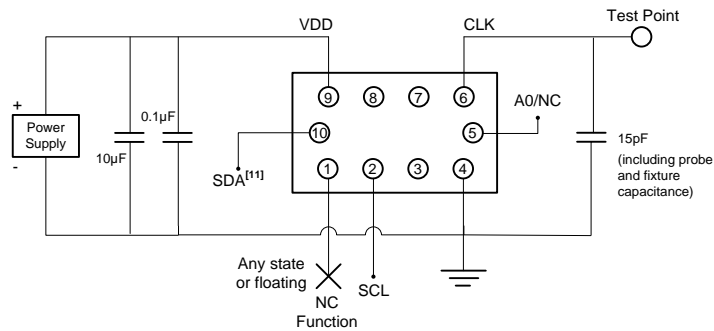 VDD
CLK
Test Point
9
8
7
6
A0/NC
+
Power
Supply
-
10µF
0.1µF
10
5
15pF
(including probe
and fixture
capacitance)
SDA[11]
1
2
3
4
Any state
or floating
NC
Function
SCL